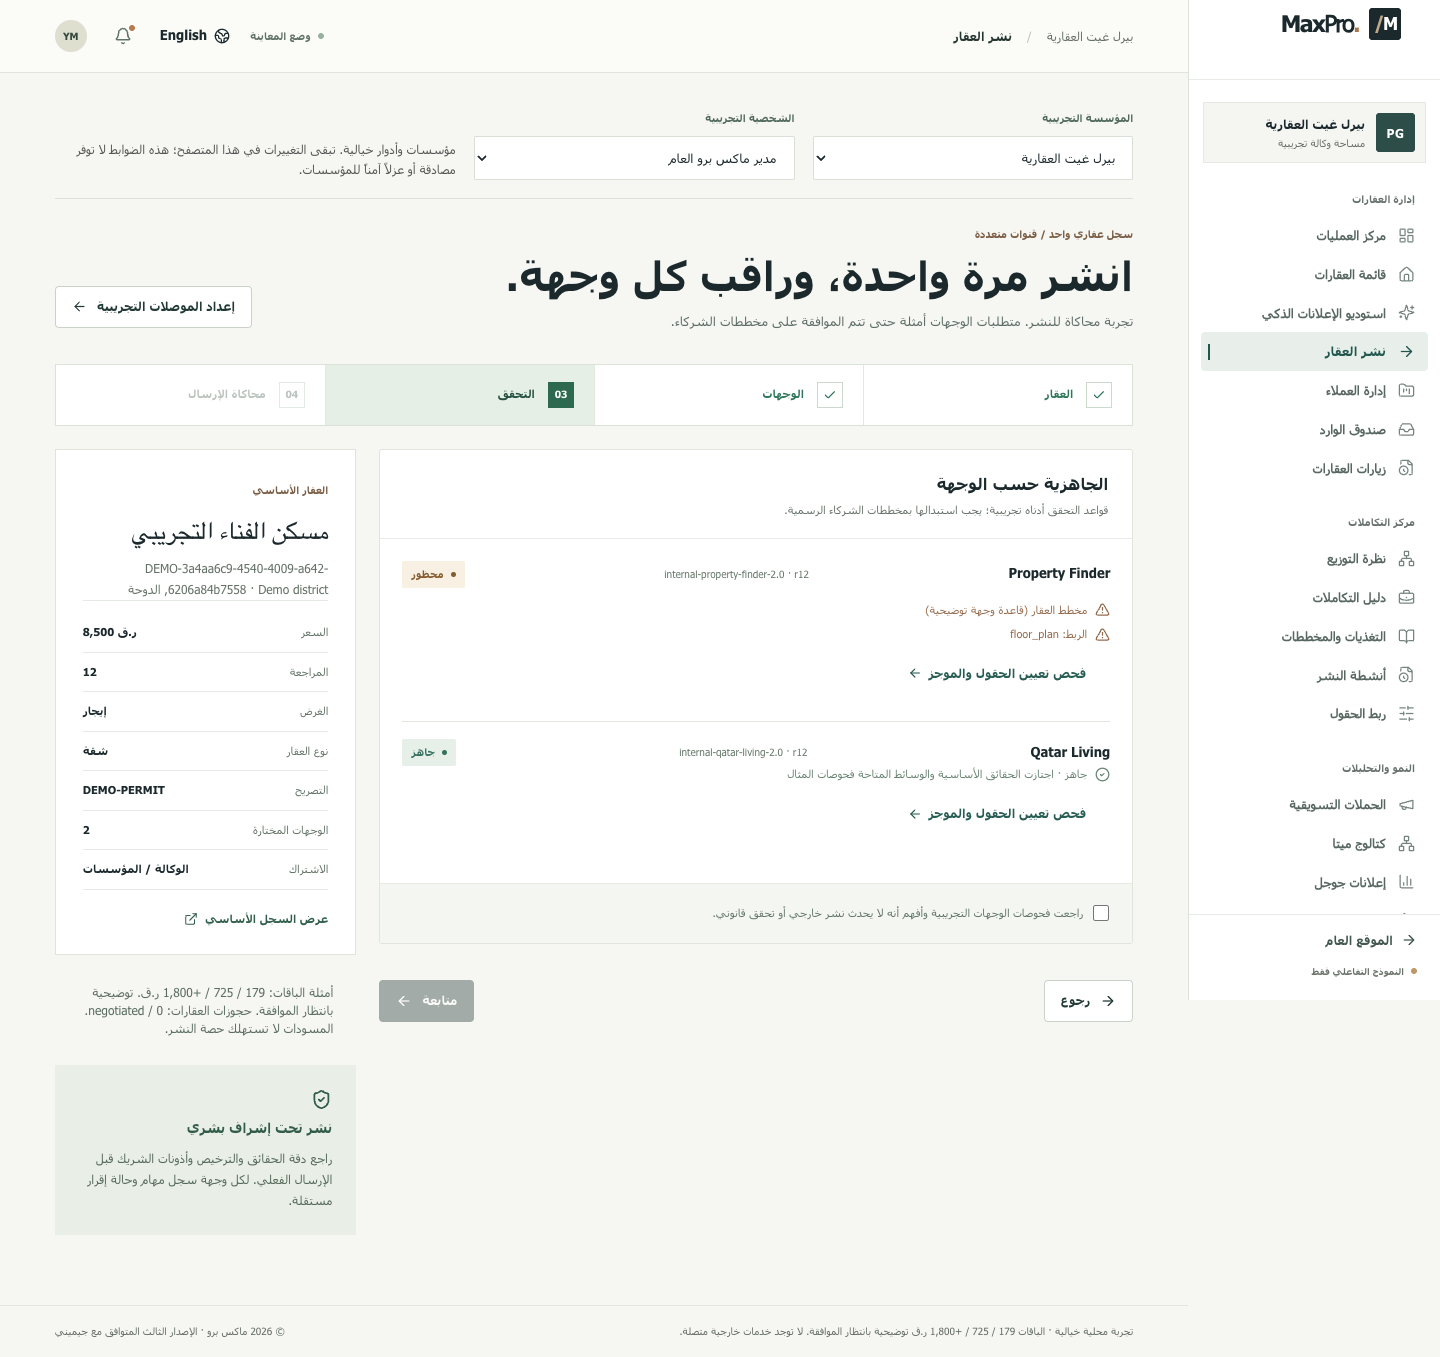 MaxPro.
/M
PG
بيرل غيت العقارية
مساحة وكالة تجريبية
إدارة العقارات
مركز العمليات
قائمة العقارات
استوديو الإعلانات الذكي
نشر العقار
إدارة العملاء
صندوق الوارد
زيارات العقارات
مركز التكاملات
نظرة التوزيع
دليل التكاملات
التغذيات والمخططات
أنشطة النشر
ربط الحقول
النمو والتحليلات
الحملات التسويقية
كتالوج ميتا
إعلانات جوجل
الموقع العام
النموذج التفاعلي فقط
بيرل غيت العقارية / نشر العقار
وضع المعاينة
English
YM
المؤسسة التجريبية
بيرل غيت العقارية
الشخصية التجريبية
مدير ماكس برو العام
مؤسسات وأدوار خيالية. تبقى التغييرات في هذا المتصفح؛ هذه الضوابط لا توفر
مصادقة أو عزلاً آمناً للمؤسسات.
سجل عقاري واحد / قنوات متعددة
انشر مرة واحدة، وراقب كل وجهة.
تجربة محاكاة للنشر. متطلبات الوجهات أمثلة حتى تتم الموافقة على مخططات الشركاء.
إعداد الموصلات التجريبية
العقار
الوجهات
03 التحقق
04 محاكاة الإرسال
الجاهزية حسب الوجهة
قواعد التحقق أدناه تجريبية؛ يجب استبدالها بمخططات الشركاء الرسمية.
Property Finder
internal-property-finder-2.0 · r12
محظور
مخطط العقار (قاعدة وجهة توضيحية)
الربط: floor_plan
فحص تعيين الحقول والموجز
Qatar Living
internal-qatar-living-2.0 · r12
جاهز
جاهز · اجتازت الحقائق الأساسية والوسائط المتاحة فحوصات المثال
فحص تعيين الحقول والموجز
راجعت فحوصات الوجهات التجريبية وأفهم أنه لا يحدث نشر خارجي أو تحقق قانوني.
رجوع
متابعة
العقار الأساسي
مسكن الفناء التجريبي
DEMO-3a4aa6c9-4540-4009-a642-
6206a84b7558 · Demo district, الدوحة
السعر
8,500 ر.ق
المراجعة
12
الغرض
إيجار
نوع العقار
شقة
التصريح
DEMO-PERMIT
الوجهات المختارة
2
الاشتراك
الوكالة / المؤسسات
عرض السجل الأساسي
أمثلة الباقات: 179 / 725 / +1,800 ر.ق. توضيحية
بانتظار الموافقة. حجوزات العقارات: 0 / negotiated.
المسودات لا تستهلك حصة النشر.
نشر تحت إشراف بشري
راجع دقة الحقائق والترخيص وأذونات الشريك قبل
الإرسال الفعلي. لكل وجهة سجل مهام وحالة إقرار
مستقلة.
تجربة محلية خيالية · الباقات 179 / 725 / +1,800 ر.ق توضيحية بانتظار الموافقة. لا توجد خدمات خارجية متصلة.
© 2026 ماكس برو · الإصدار الثالث المتوافق مع جيميني